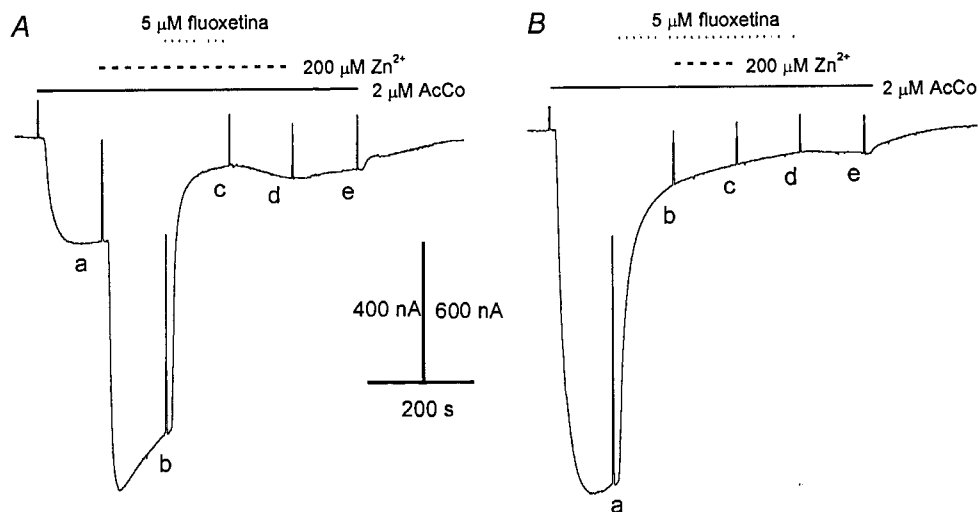 A
5 μM fluoxetina
200 μM Zn²⁺
2 μM AcCo
a
b
c
d
e
400 nA
600 nA
200 s
B
5 μM fluoxetina
200 μM Zn²⁺
2 μM AcCo
a
b
c
d
e